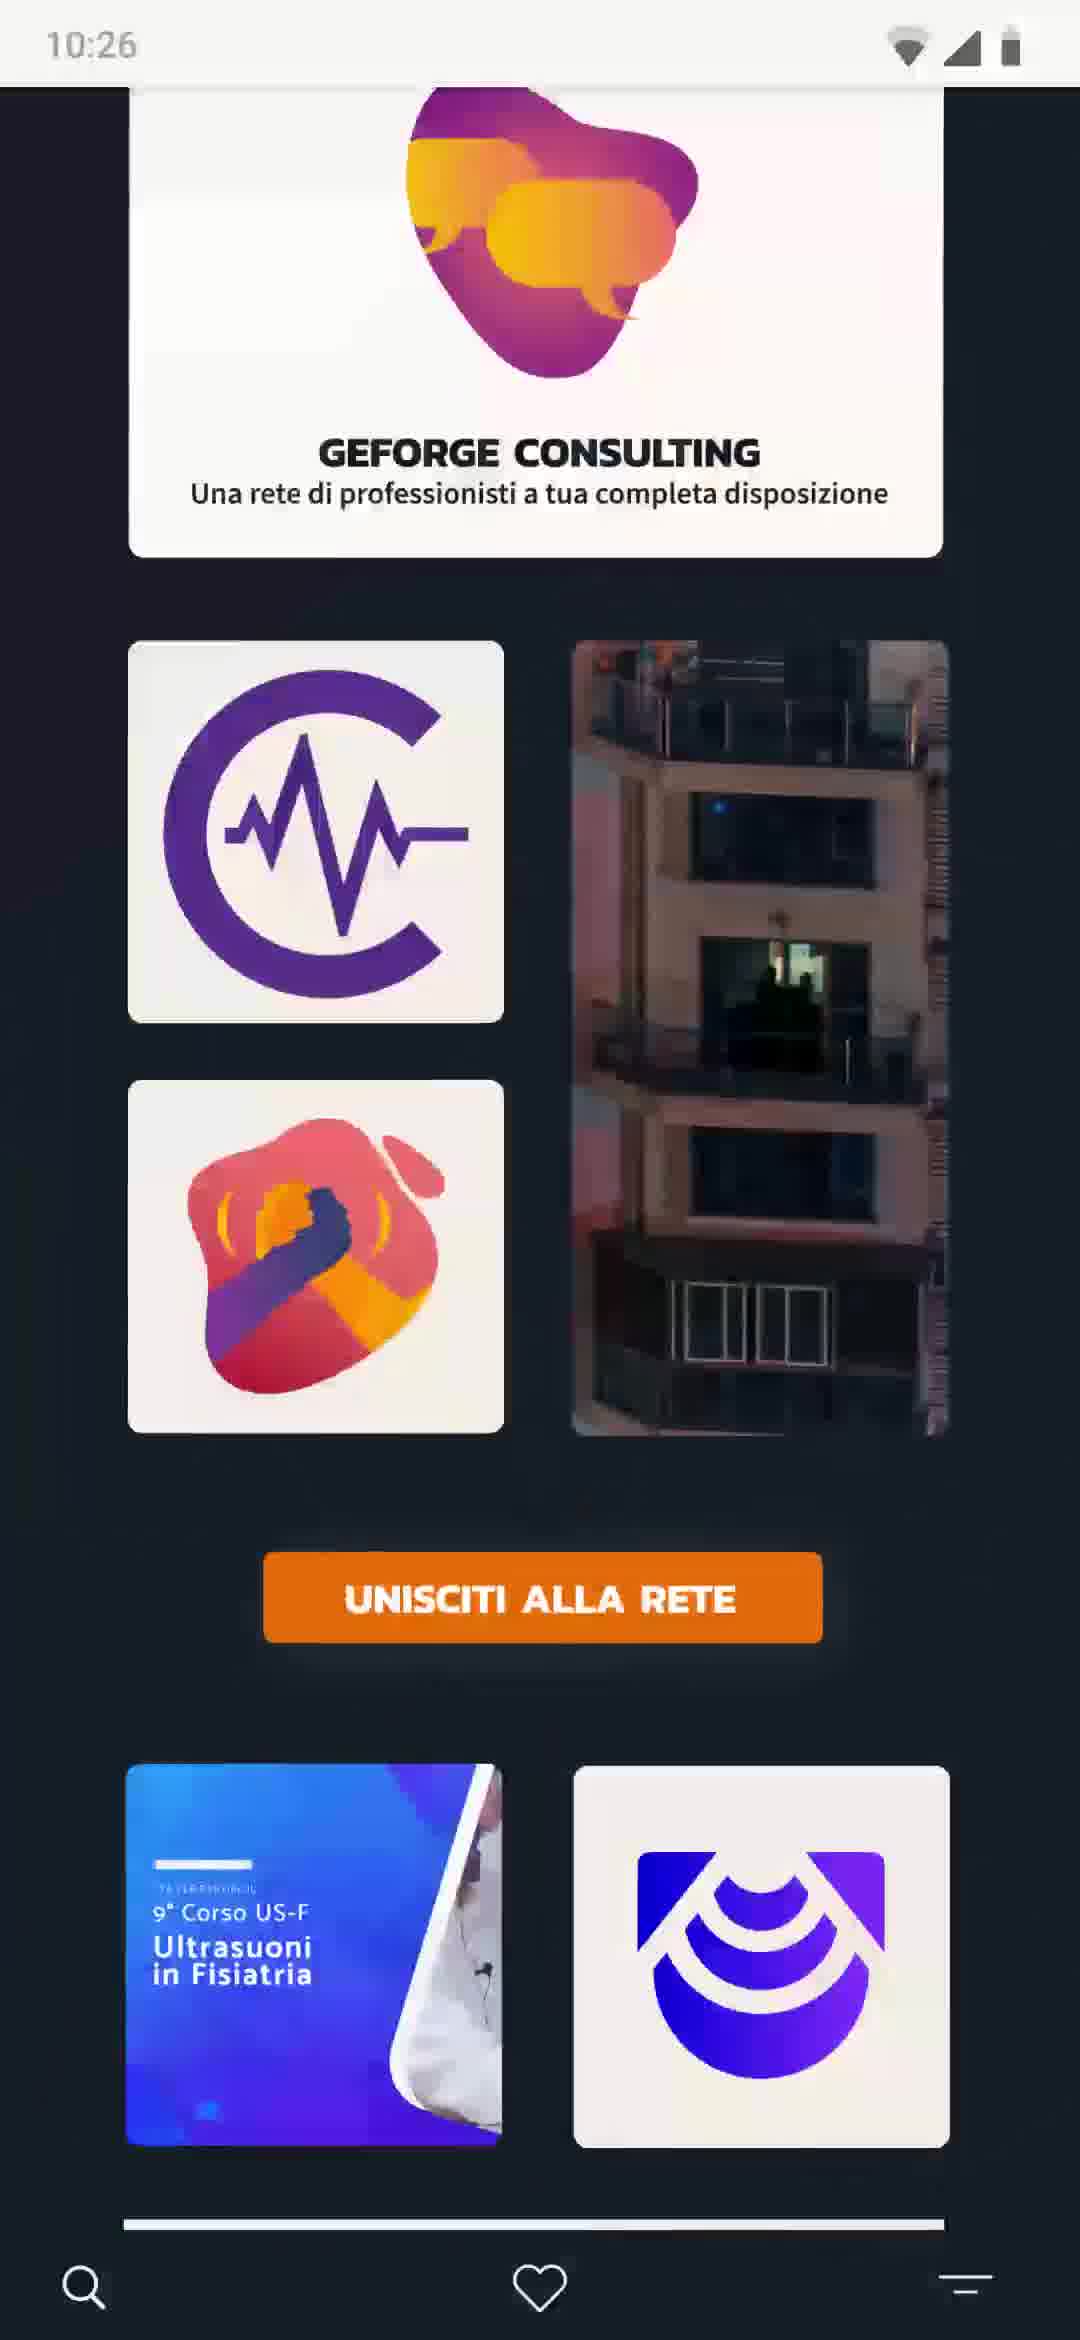 10:26
GEFORGE CONSULTING
Una rete di professionisti a tua completa disposizione
UNISCITI ALLA RETE
9° Corso US-F
Ultrasuoni
in Fisiatria